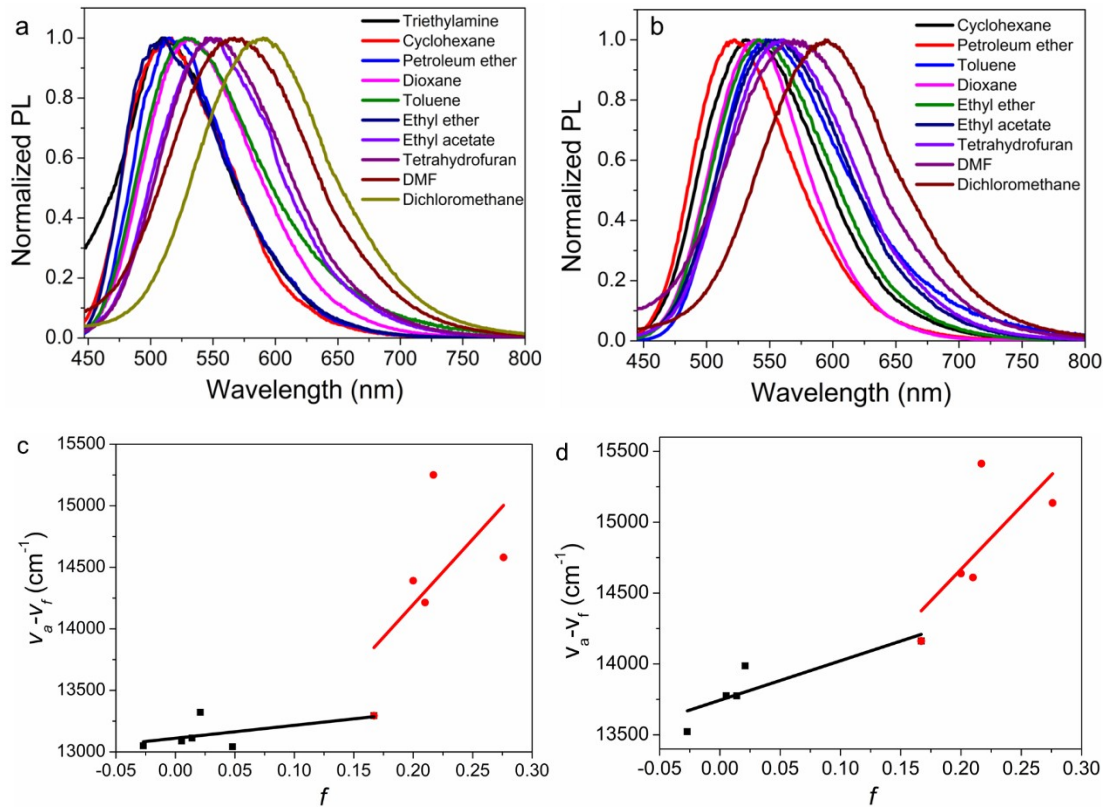 a
Triethylamine
Cyclohexane
Petroleum ether
Dioxane
Toluene
Ethyl ether
Ethyl acetate
Tetrahydrofuran
DMF
Dichloromethane
Normalized PL
1.0
0.8
0.6
0.4
0.2
0.0
450 500 550 600 650 700 750 800
Wavelength (nm)
b
Cyclohexane
Petroleum ether
Toluene
Dioxane
Ethyl ether
Ethyl acetate
Tetrahydrofuran
DMF
Dichloromethane
Normalized PL
1.0
0.8
0.6
0.4
0.2
0.0
450 500 550 600 650 700 750 800
Wavelength (nm)
c
νa-νf (cm-1)
15500
15000
14500
14000
13500
13000
-0.05 0.00 0.05 0.10 0.15 0.20 0.25 0.30
f
d
va-vf (cm-1)
15500
15000
14500
14000
13500
13000
-0.05 0.00 0.05 0.10 0.15 0.20 0.25 0.30
f